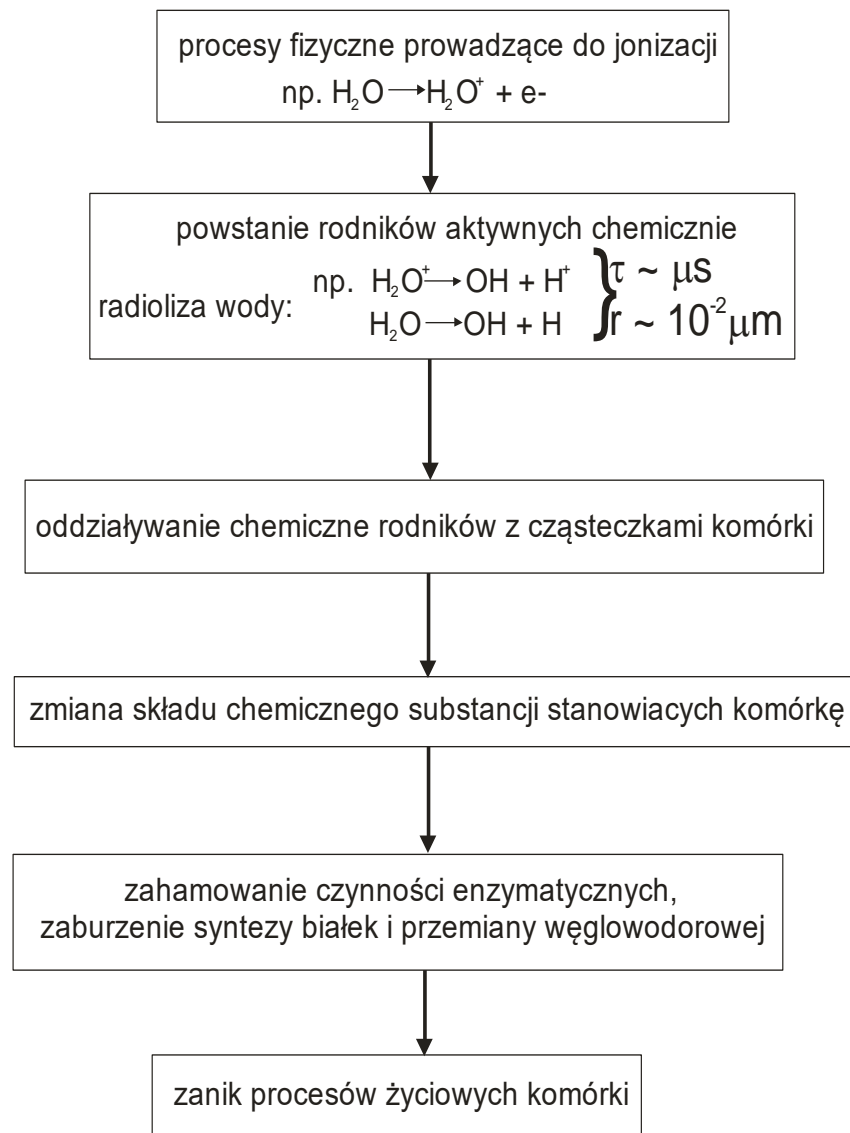 procesy fizyczne prowadzące do jonizacji
np. H₂O → H₂O⁺ + e-
powstanie rodników aktywnych chemicznie
radioliza wody:
np. H₂O⁺ → OH + H⁺ } τ ~ μs
H₂O → OH + H } r ~ 10⁻² μm
oddziaływanie chemiczne rodników z cząsteczkami komórki
zmiana składu chemicznego substancji stanowiacych komórkę
zahamowanie czynności enzymatycznych,
zaburzenie syntezy białek i przemiany węglowodorowej
zanik procesów życiowych komórki